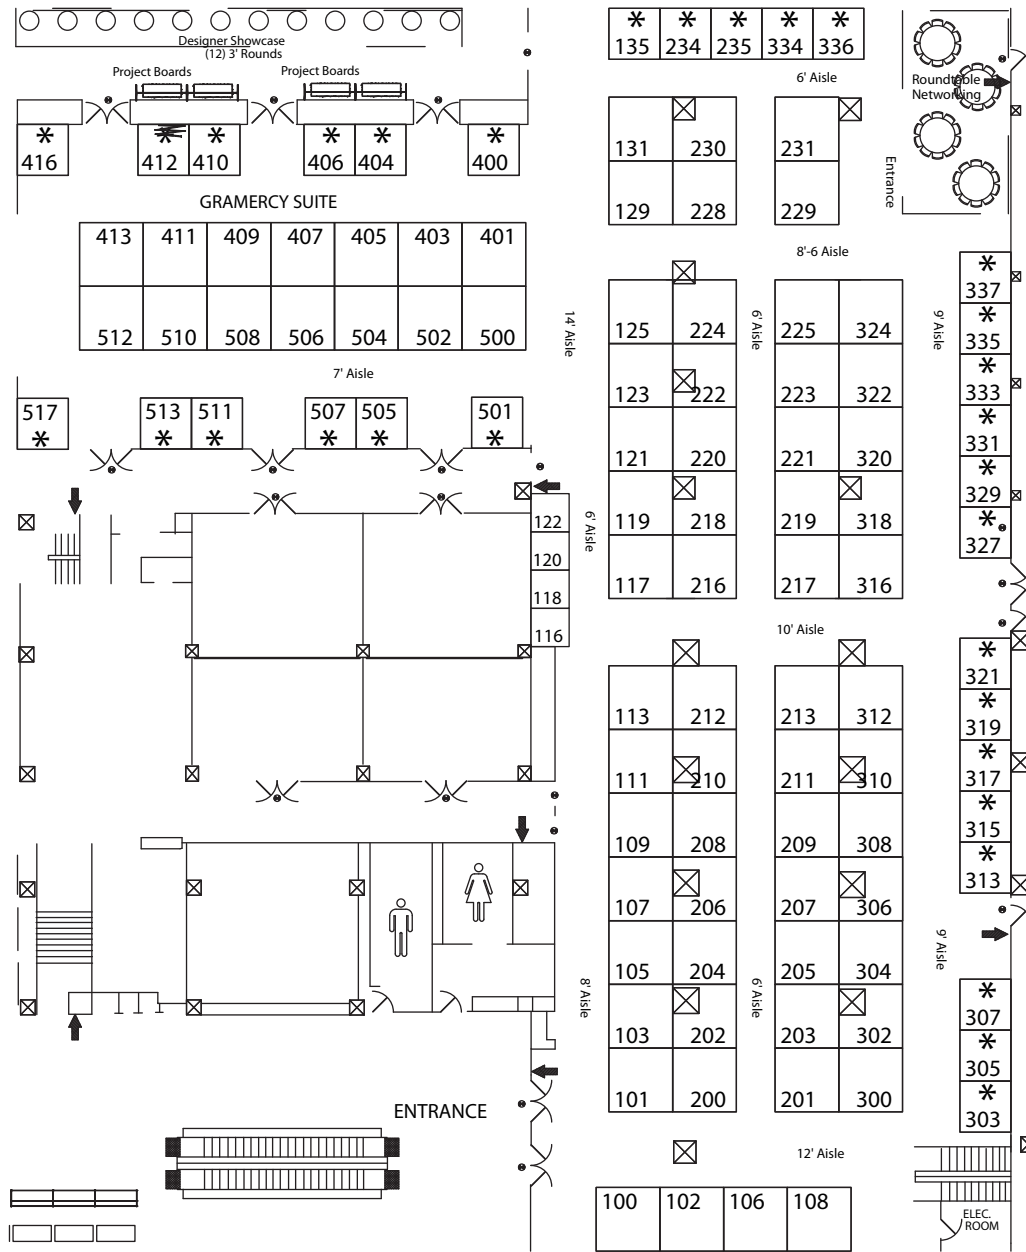 Designer Showcase
(12) 3' Rounds
Project Boards
Project Boards
* * * * *
135 234 235 334 336
6' Aisle
Roundtable
Networking
Entrance
* * * * * *
416 412 410 406 404 400
GRAMERCY SUITE
131 230 231
129 228 229
413 411 409 407 405 403 401
512 510 508 506 504 502 500
8'-6 Aisle
14' Aisle
6' Aisle
9' Aisle
7' Aisle
517 513 511 507 505 501
* * * * * *
125 224 225 324
123 222 223 322
121 220 221 320
119 218 219 318
117 216 217 316
*
337
*
335
*
333
*
331
*
329
*
327
122
120
118
116
6' Aisle
10' Aisle
113 212 213 312
111 210 211 310
109 208 209 308
107 206 207 306
105 204 205 304
103 202 203 302
101 200 201 300
*
321
*
319
*
317
*
315
*
313
9' Aisle
8' Aisle
6' Aisle
*
307
*
305
*
303
ENTRANCE
12' Aisle
100 102 106 108
ELEC.
ROOM